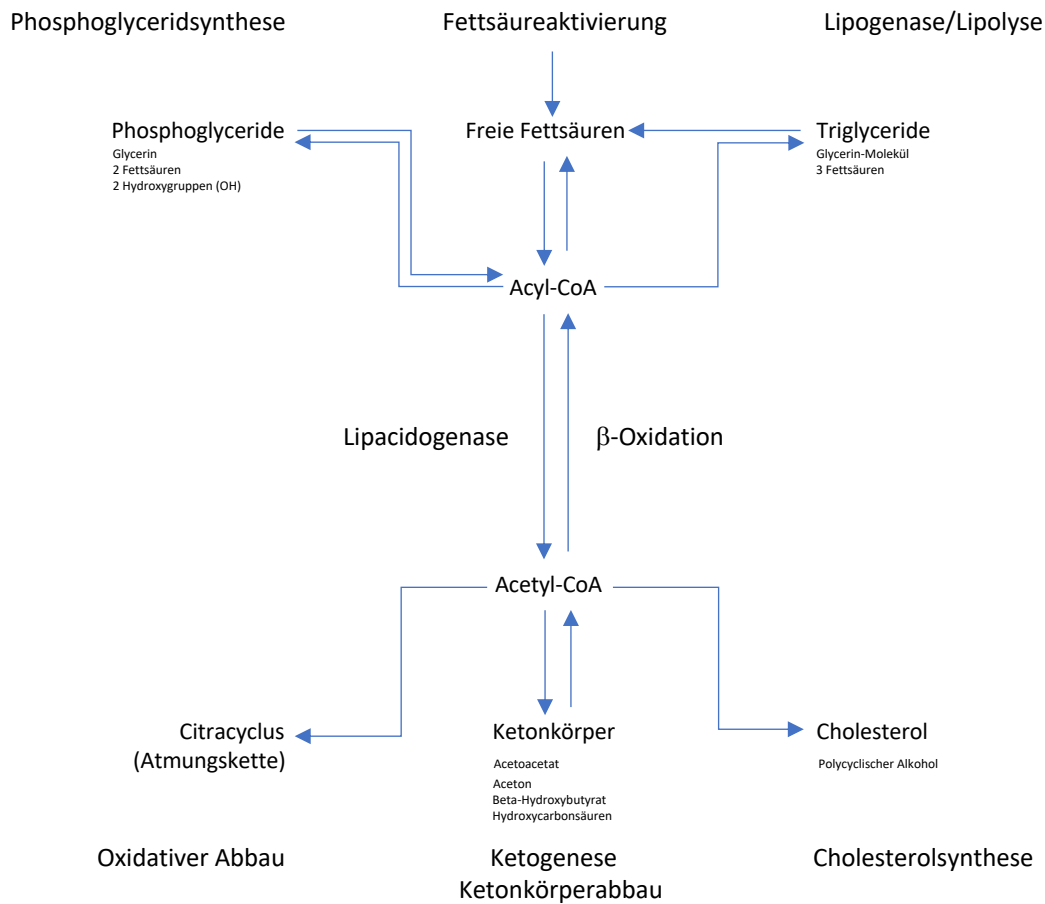 Phosphoglyceridsynthese
Fettsäureaktivierung
Lipogenase/Lipolyse
Phosphoglyceride
Glycerin
2 Fettsäuren
2 Hydroxygruppen (OH)
Freie Fettsäuren
Triglyceride
Glycerin-Molekül
3 Fettsäuren
Acyl-CoA
Lipacidogenase
β-Oxidation
Acetyl-CoA
Citracyclus
(Atmungskette)
Ketonkörper
Acetoacetat
Aceton
Beta-Hydroxybutyrat
Hydroxycarbonsäuren
Cholesterol
Polycyclischer Alkohol
Oxidativer Abbau
Ketogenese
Ketonkörperabbau
Cholesterolsynthese